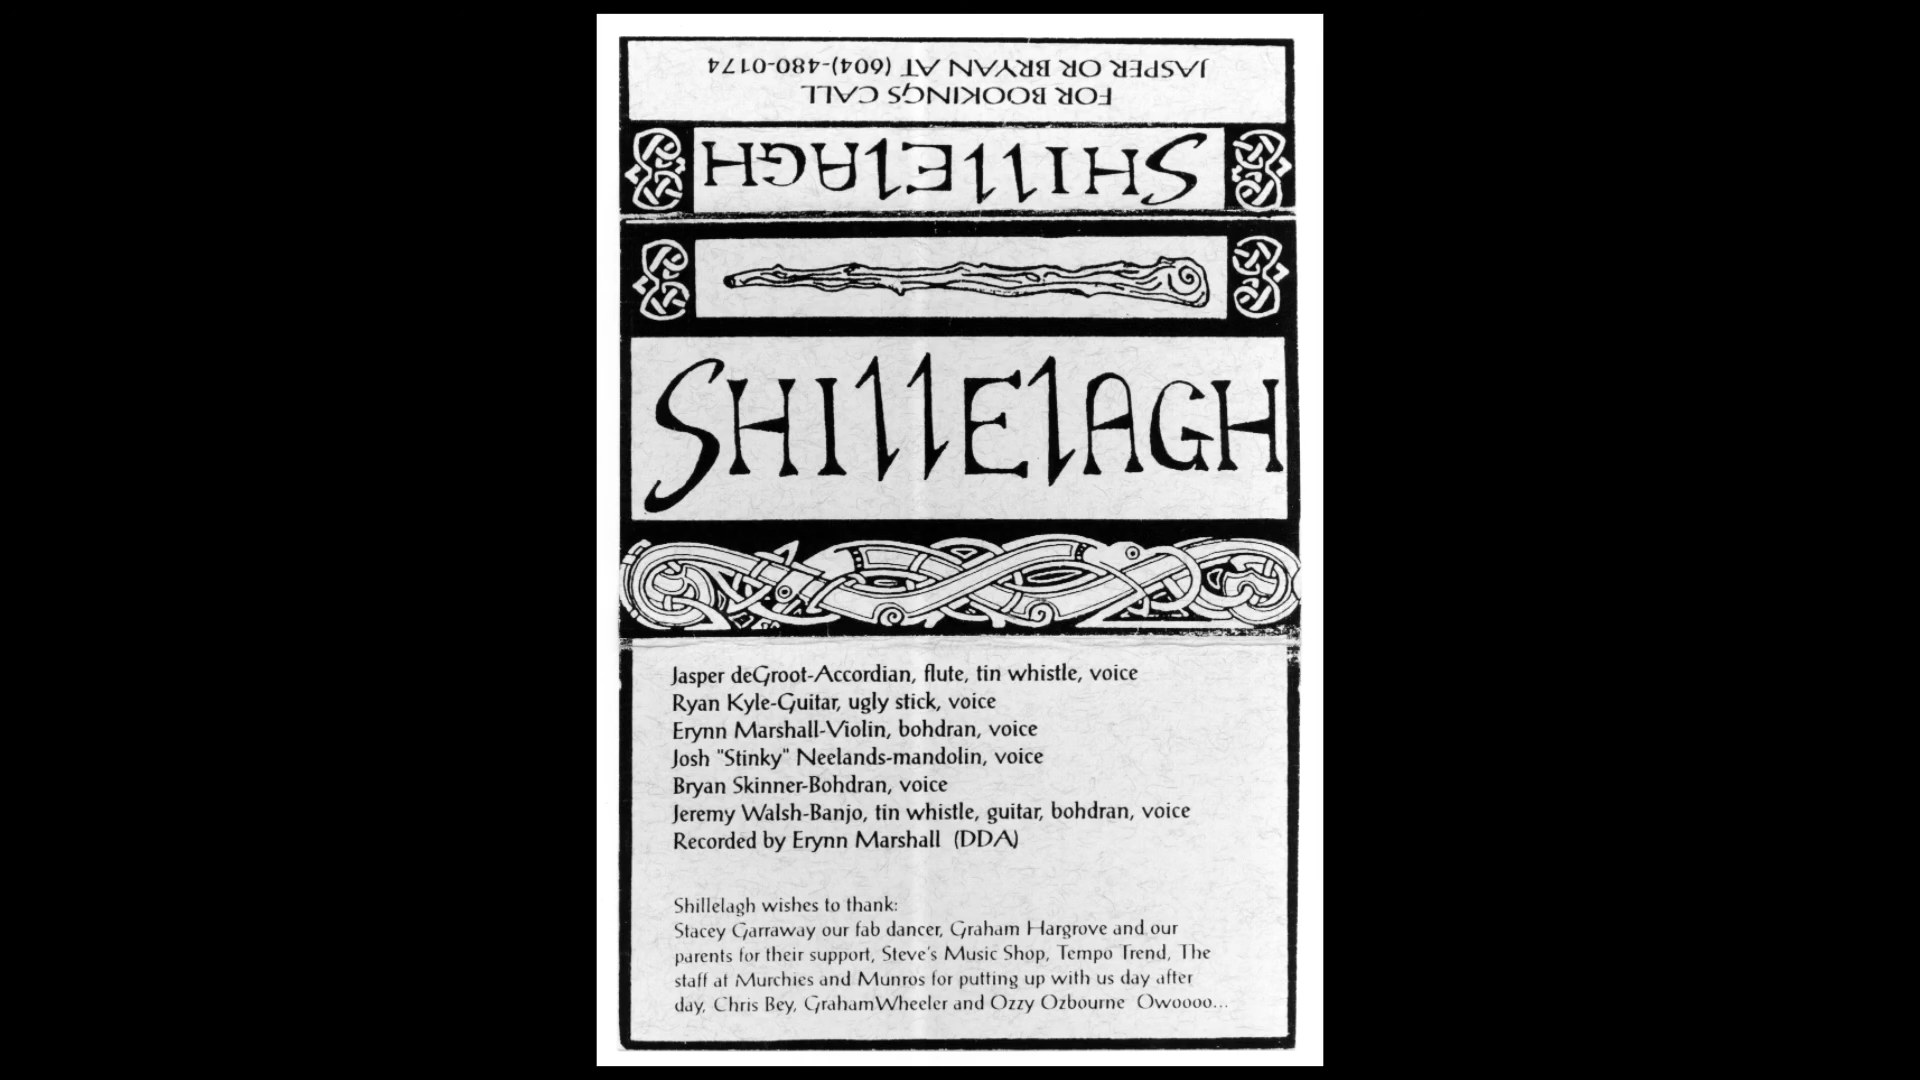 FOR BOOKINGS CALL
JASPER OR BRYAN AT (604)-480-0174
SHILLELAGH
SHILLELAGH
Jasper deGroot-Accordian, flute, tin whistle, voice
Ryan Kyle-Guitar, ugly stick, voice
Erynn Marshall-Violin, bohdran, voice
Josh "Stinky" Neelands-mandolin, voice
Bryan Skinner-Bohdran, voice
Jeremy Walsh-Banjo, tin whistle, guitar, bohdran, voice
Recorded by Erynn Marshall (DDA)
Shillelagh wishes to thank:
Stacey Garraway our fab dancer, Graham Hargrove and our
parents for their support, Steve's Music Shop, Tempo Trend, The
staff at Murchies and Munros for putting up with us day after
day, Chris Bey, GrahamWheeler and Ozzy Ozbourne Owoooo...